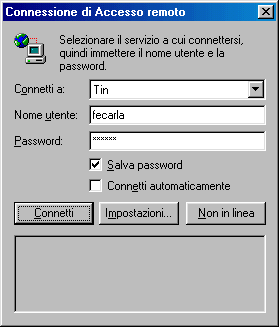 Connessione di Accesso remoto
Selezionare il servizio a cui connettersi,
quindi immettere il nome utente e la
password.
Connetti a: Tin
Nome utente: fecarla
Password: ******
Salva password
Connetti automaticamente
Connetti Impostazioni... Non in linea